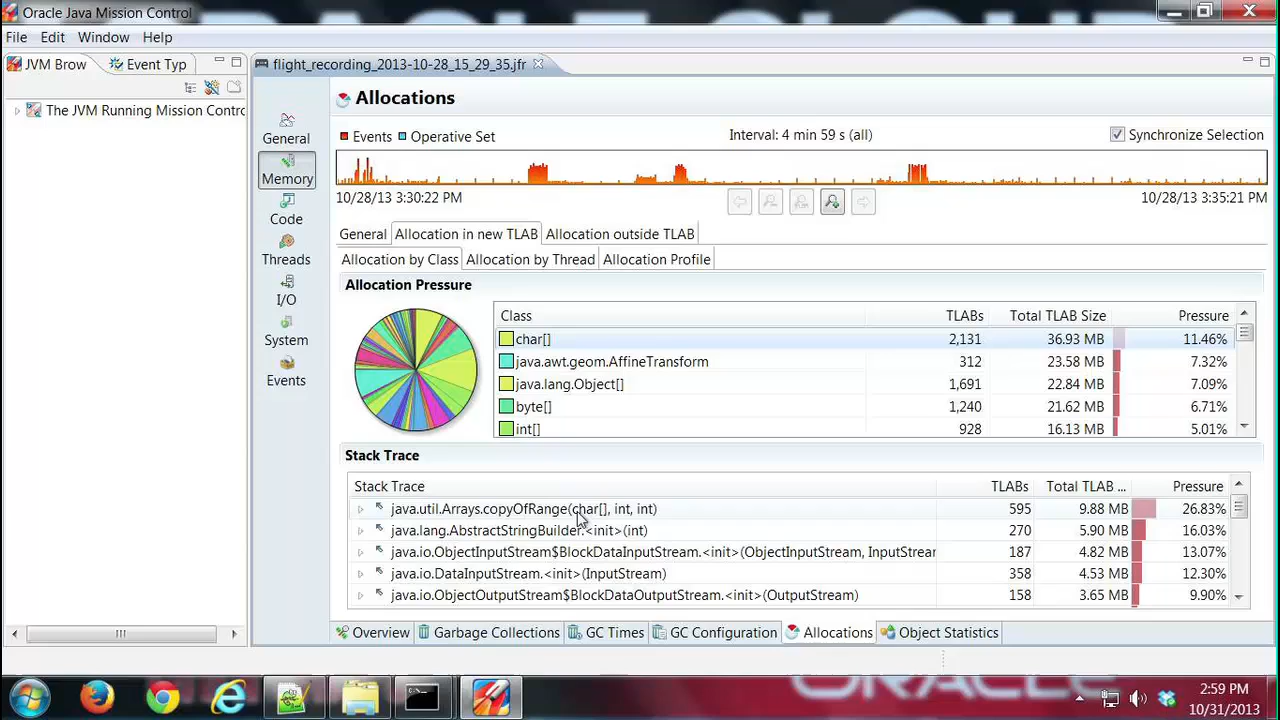 Oracle Java Mission Control
File Edit Window Help
JVM Brow
Event Typ
The JVM Running Mission Contro
flight_recording_2013-10-28_15_29_35.jfr
General
Memory
Code
Threads
I/O
System
Events
Allocations
Events Operative Set Interval: 4 min 59 s (all) Synchronize Selection
10/28/13 3:30:22 PM 10/28/13 3:35:21 PM
General Allocation in new TLAB Allocation outside TLAB
Allocation by Class Allocation by Thread Allocation Profile
Allocation Pressure
Class TLABs Total TLAB Size Pressure
char[] 2,131 36.93 MB 11.46%
java.awt.geom.AffineTransform 312 23.58 MB 7.32%
java.lang.Object[] 1,691 22.84 MB 7.09%
byte[] 1,240 21.62 MB 6.71%
int[] 928 16.13 MB 5.01%
Stack Trace
Stack Trace TLABs Total TLAB ... Pressure
java.util.Arrays.copyOfRange(char[], int, int) 595 9.88 MB 26.83%
java.lang.AbstractStringBuilder.<init>(int) 270 5.90 MB 16.03%
java.io.ObjectInputStream$BlockDataInputStream.<init>(ObjectInputStream, InputStrear 187 4.82 MB 13.07%
java.io.DataInputStream.<init>(InputStream) 358 4.53 MB 12.30%
java.io.ObjectOutputStream$BlockDataOutputStream.<init>(OutputStream) 158 3.65 MB 9.90%
Overview Garbage Collections GC Times GC Configuration Allocations Object Statistics
ORACLE
2:59 PM
10/31/2013